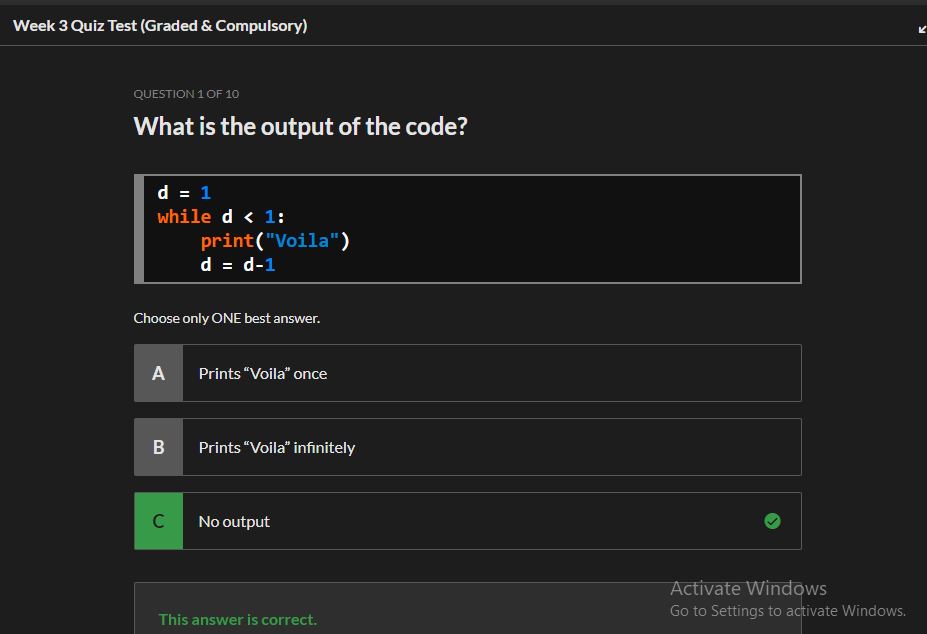 Week 3 Quiz Test (Graded & Compulsory)
QUESTION 1 OF 10
What is the output of the code?
d = 1
while d < 1:
    print("Voila")
    d = d-1
Choose only ONE best answer.
A Prints “Voila” once
B Prints “Voila” infinitely
C No output
This answer is correct.
Activate Windows
Go to Settings to activate Windows.